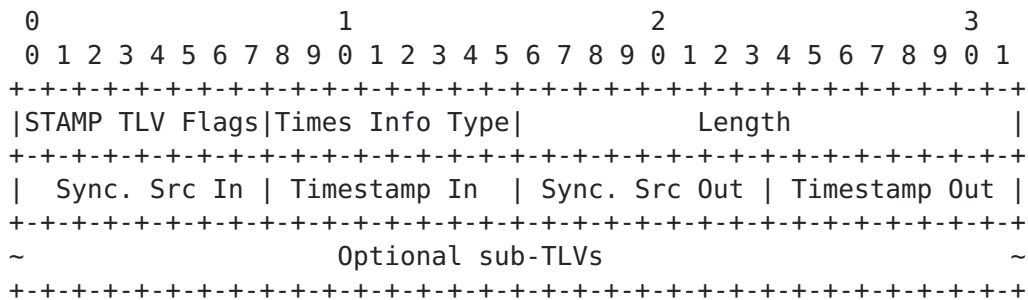 0                   1                   2                   3
 0 1 2 3 4 5 6 7 8 9 0 1 2 3 4 5 6 7 8 9 0 1 2 3 4 5 6 7 8 9 0 1
+-+-+-+-+-+-+-+-+-+-+-+-+-+-+-+-+-+-+-+-+-+-+-+-+-+-+-+-+-+-+-+-+
|STAMP TLV Flags|Times Info Type|           Length              |
+-+-+-+-+-+-+-+-+-+-+-+-+-+-+-+-+-+-+-+-+-+-+-+-+-+-+-+-+-+-+-+-+
|  Sync. Src In | Timestamp In  | Sync. Src Out | Timestamp Out |
+-+-+-+-+-+-+-+-+-+-+-+-+-+-+-+-+-+-+-+-+-+-+-+-+-+-+-+-+-+-+-+-+
~                    Optional sub-TLVs                          ~
+-+-+-+-+-+-+-+-+-+-+-+-+-+-+-+-+-+-+-+-+-+-+-+-+-+-+-+-+-+-+-+-+